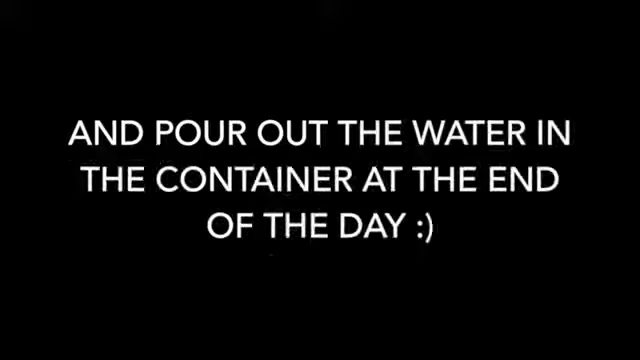 AND POUR OUT THE WATER IN
THE CONTAINER AT THE END
OF THE DAY :)